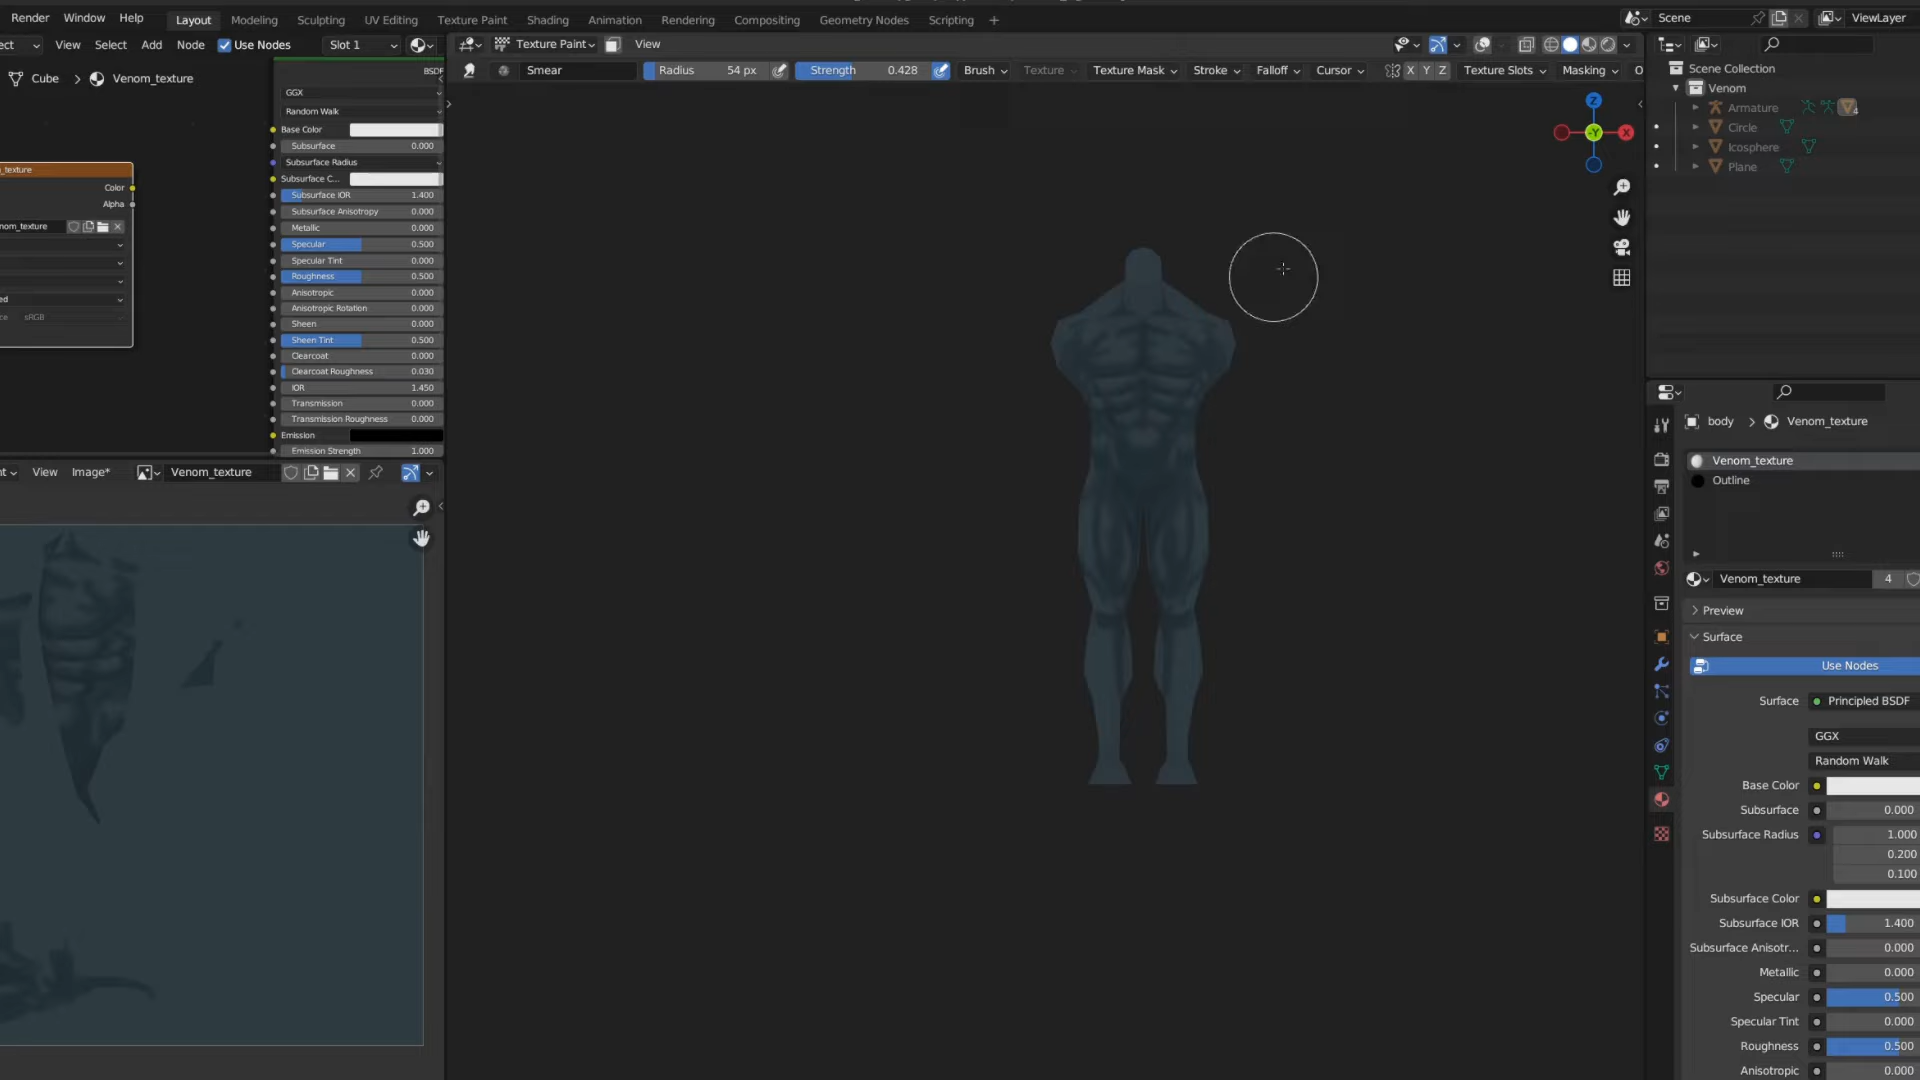 Render Window Help Layout Modeling Sculpting UV Editing Texture Paint Shading Animation Rendering Compositing Geometry Nodes Scripting + Scene ViewLayer
View Select Add Node Use Nodes Slot 1 Texture Paint View
Cube > Venom_texture
Smear Radius 54 px Strength 0.428 Brush Texture Texture Mask Stroke Falloff Cursor X Y Z Texture Slots Masking
GGX
Random Walk
Base Color
Subsurface 0.000
Subsurface Radius
Subsurface C...
Subsurface IOR 1.400
Subsurface Anisotropy 0.000
Metallic 0.000
Specular 0.500
Specular Tint 0.000
Roughness 0.500
Anisotropic 0.000
Anisotropic Rotation 0.000
Sheen 0.000
Sheen Tint 0.500
Clearcoat 0.000
Clearcoat Roughness 0.030
IOR 1.450
Transmission 0.000
Transmission Roughness 0.000
Emission
Emission Strength 1.000
Color
Alpha
sRGB
View Image* Venom_texture
Z
-Y X
Scene Collection
Venom
Armature 4
Circle
Icosphere
Plane
body > Venom_texture
Venom_texture
Outline
Venom_texture 4
Preview
Surface
Use Nodes
Surface Principled BSDF
GGX
Random Walk
Base Color
Subsurface 0.000
Subsurface Radius 1.000
0.200
0.100
Subsurface Color
Subsurface IOR 1.400
Subsurface Anisotr... 0.000
Metallic 0.000
Specular 0.500
Specular Tint 0.000
Roughness 0.500
Anisotropic 0.000